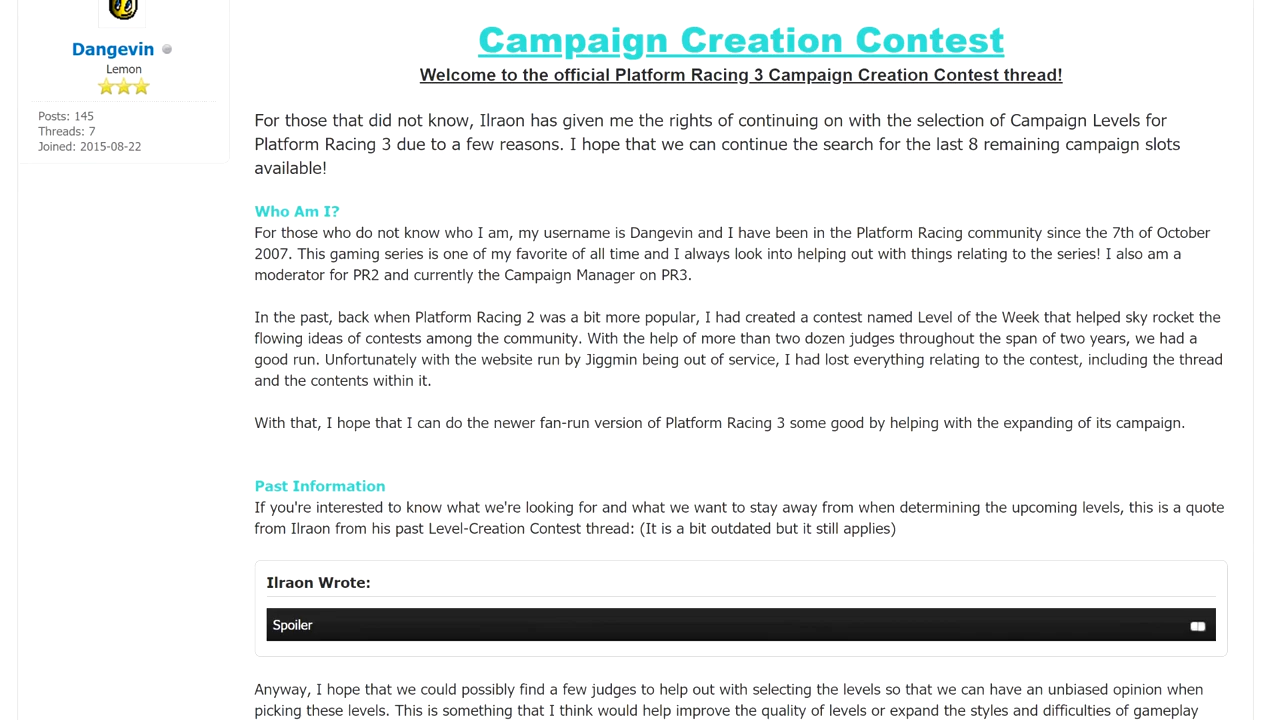 Campaign Creation Contest
Dangevin
Lemon
Welcome to the official Platform Racing 3 Campaign Creation Contest thread!
Posts: 145
Threads: 7
Joined: 2015-08-22
For those that did not know, Ilraon has given me the rights of continuing on with the selection of Campaign Levels for
Platform Racing 3 due to a few reasons. I hope that we can continue the search for the last 8 remaining campaign slots
available!
Who Am I?
For those who do not know who I am, my username is Dangevin and I have been in the Platform Racing community since the 7th of October
2007. This gaming series is one of my favorite of all time and I always look into helping out with things relating to the series! I also am a
moderator for PR2 and currently the Campaign Manager on PR3.
In the past, back when Platform Racing 2 was a bit more popular, I had created a contest named Level of the Week that helped sky rocket the
flowing ideas of contests among the community. With the help of more than two dozen judges throughout the span of two years, we had a
good run. Unfortunately with the website run by Jiggmin being out of service, I had lost everything relating to the contest, including the thread
and the contents within it.
With that, I hope that I can do the newer fan-run version of Platform Racing 3 some good by helping with the expanding of its campaign.
Past Information
If you're interested to know what we're looking for and what we want to stay away from when determining the upcoming levels, this is a quote
from Ilraon from his past Level-Creation Contest thread: (It is a bit outdated but it still applies)
Ilraon Wrote:
Spoiler
Anyway, I hope that we could possibly find a few judges to help out with selecting the levels so that we can have an unbiased opinion when
picking these levels. This is something that I think would help improve the quality of levels or expand the styles and difficulties of gameplay